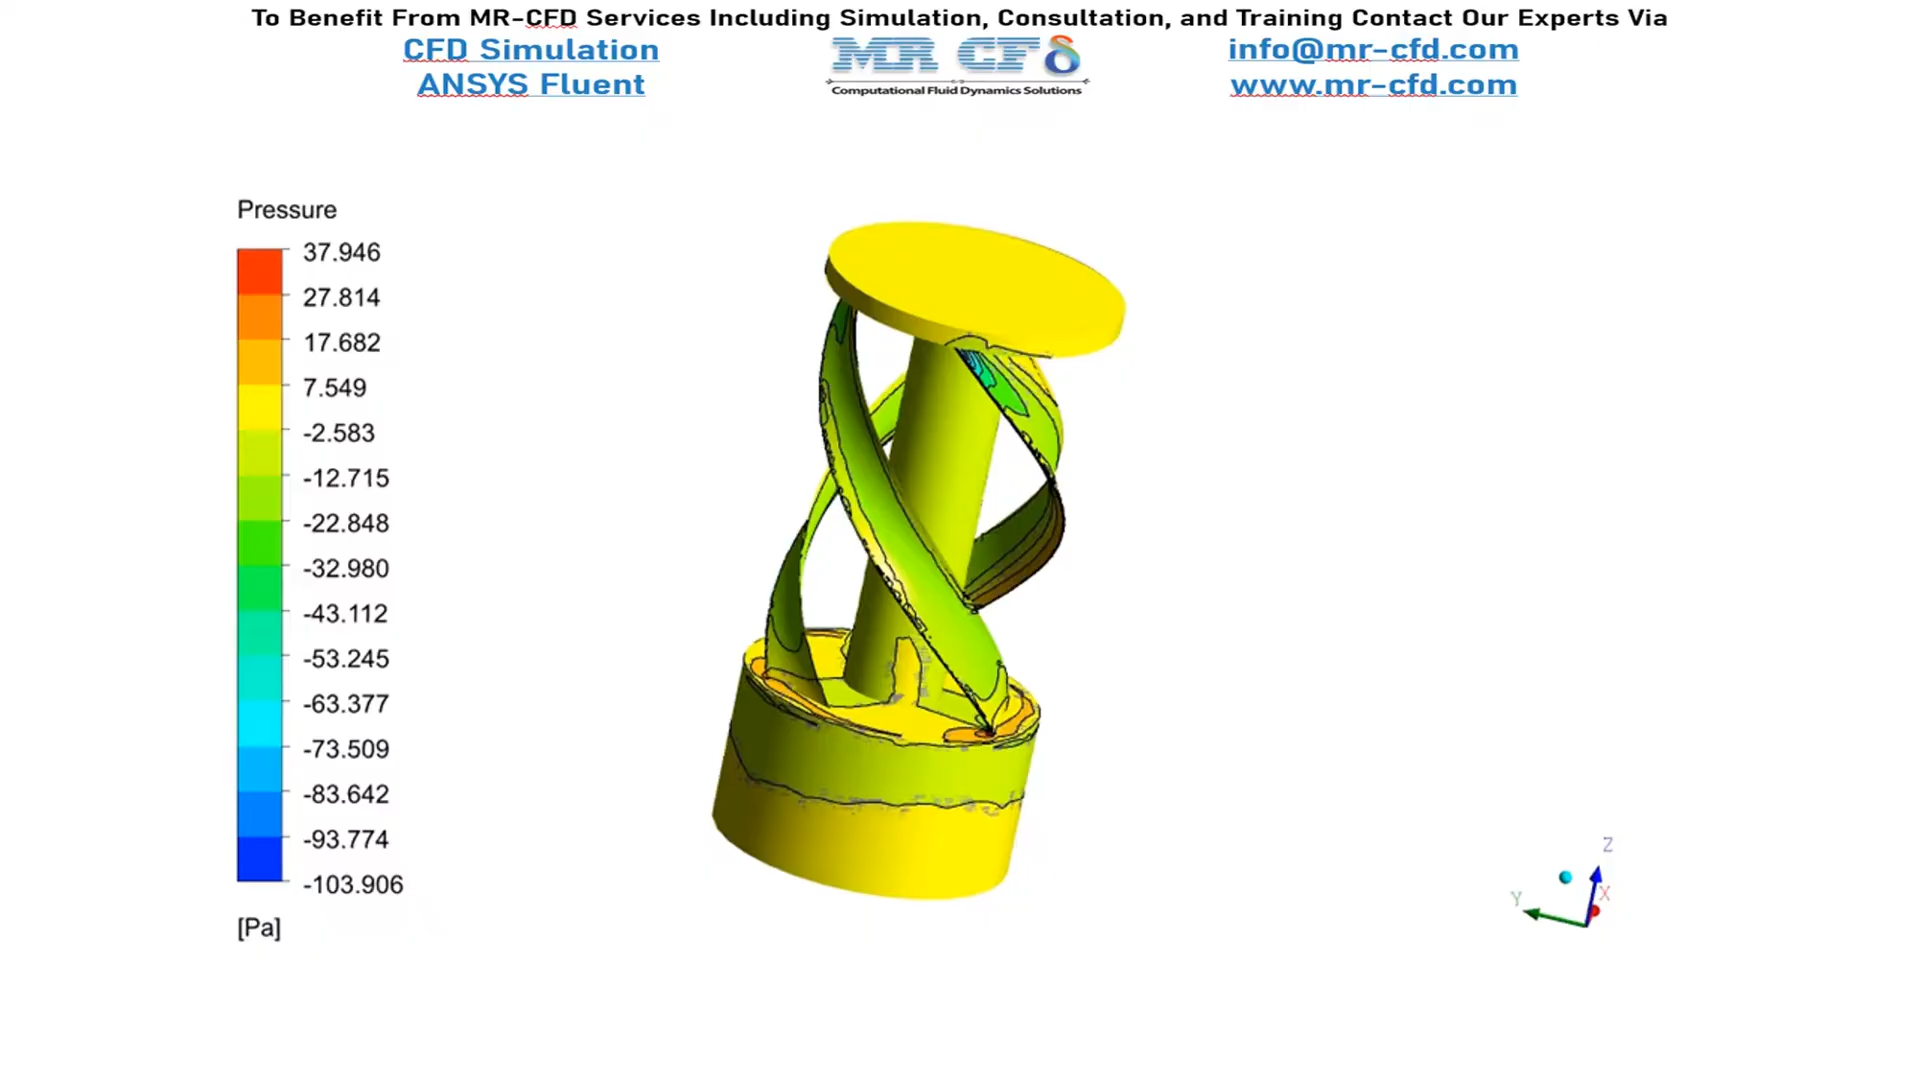 To Benefit From MR-CFD Services Including Simulation, Consultation, and Training Contact Our Experts Via
CFD Simulation
ANSYS Fluent
MR CFD
Computational Fluid Dynamics Solutions
info@mr-cfd.com
www.mr-cfd.com
Pressure
37.946
27.814
17.682
7.549
-2.583
-12.715
-22.848
-32.980
-43.112
-53.245
-63.377
-73.509
-83.642
-93.774
-103.906
[Pa]
Z
Y
X